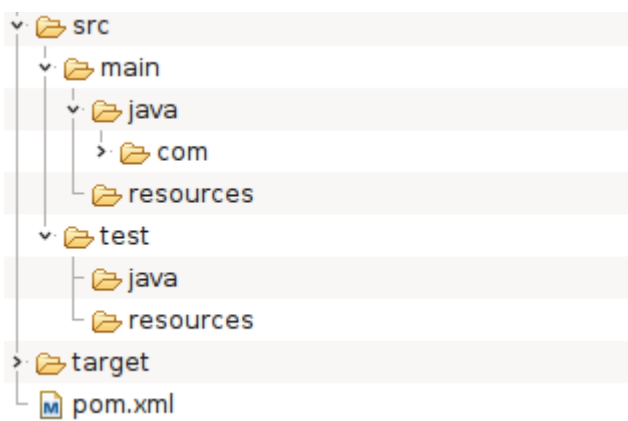 src
main
java
com
resources
test
java
resources
target
pom.xml